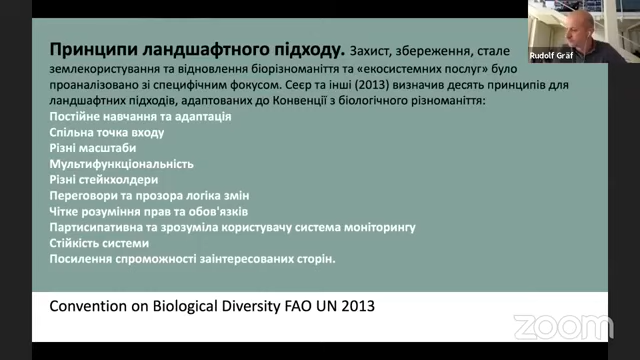 Принципи ландшафтного підходу. Захист, збереження, стале
землекористування та відновлення біорізноманіття та «екосистемних послуг» було
проаналізовано зі специфічним фокусом. Сеєр та інші (2013) визначив десять принципів для
ландшафтних підходів, адаптованих до Конвенції з біологічного різноманіття:
Постійне навчання та адаптація
Спільна точка входу
Різні масштаби
Мультифункціональність
Різні стейкхолдери
Переговори та прозора логіка змін
Чітке розуміння прав та обов'язків
Партисипативна та зрозуміла користувачу система моніторингу
Стійкість системи
Посилення спроможності заінтересованих сторін.
Convention on Biological Diversity FAO UN 2013
Rudolf Gräf
zoom